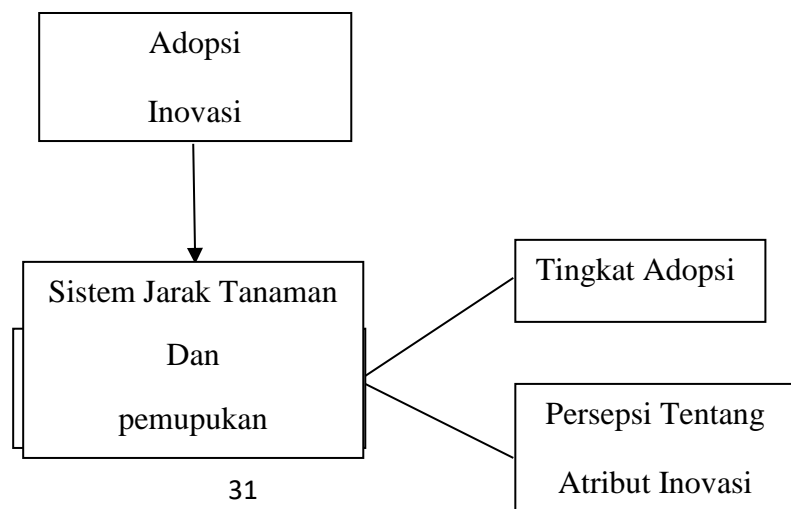 Adopsi
Inovasi
Sistem Jarak Tanaman
Dan
pemupukan
Tingkat Adopsi
Persepsi Tentang
Atribut Inovasi
31